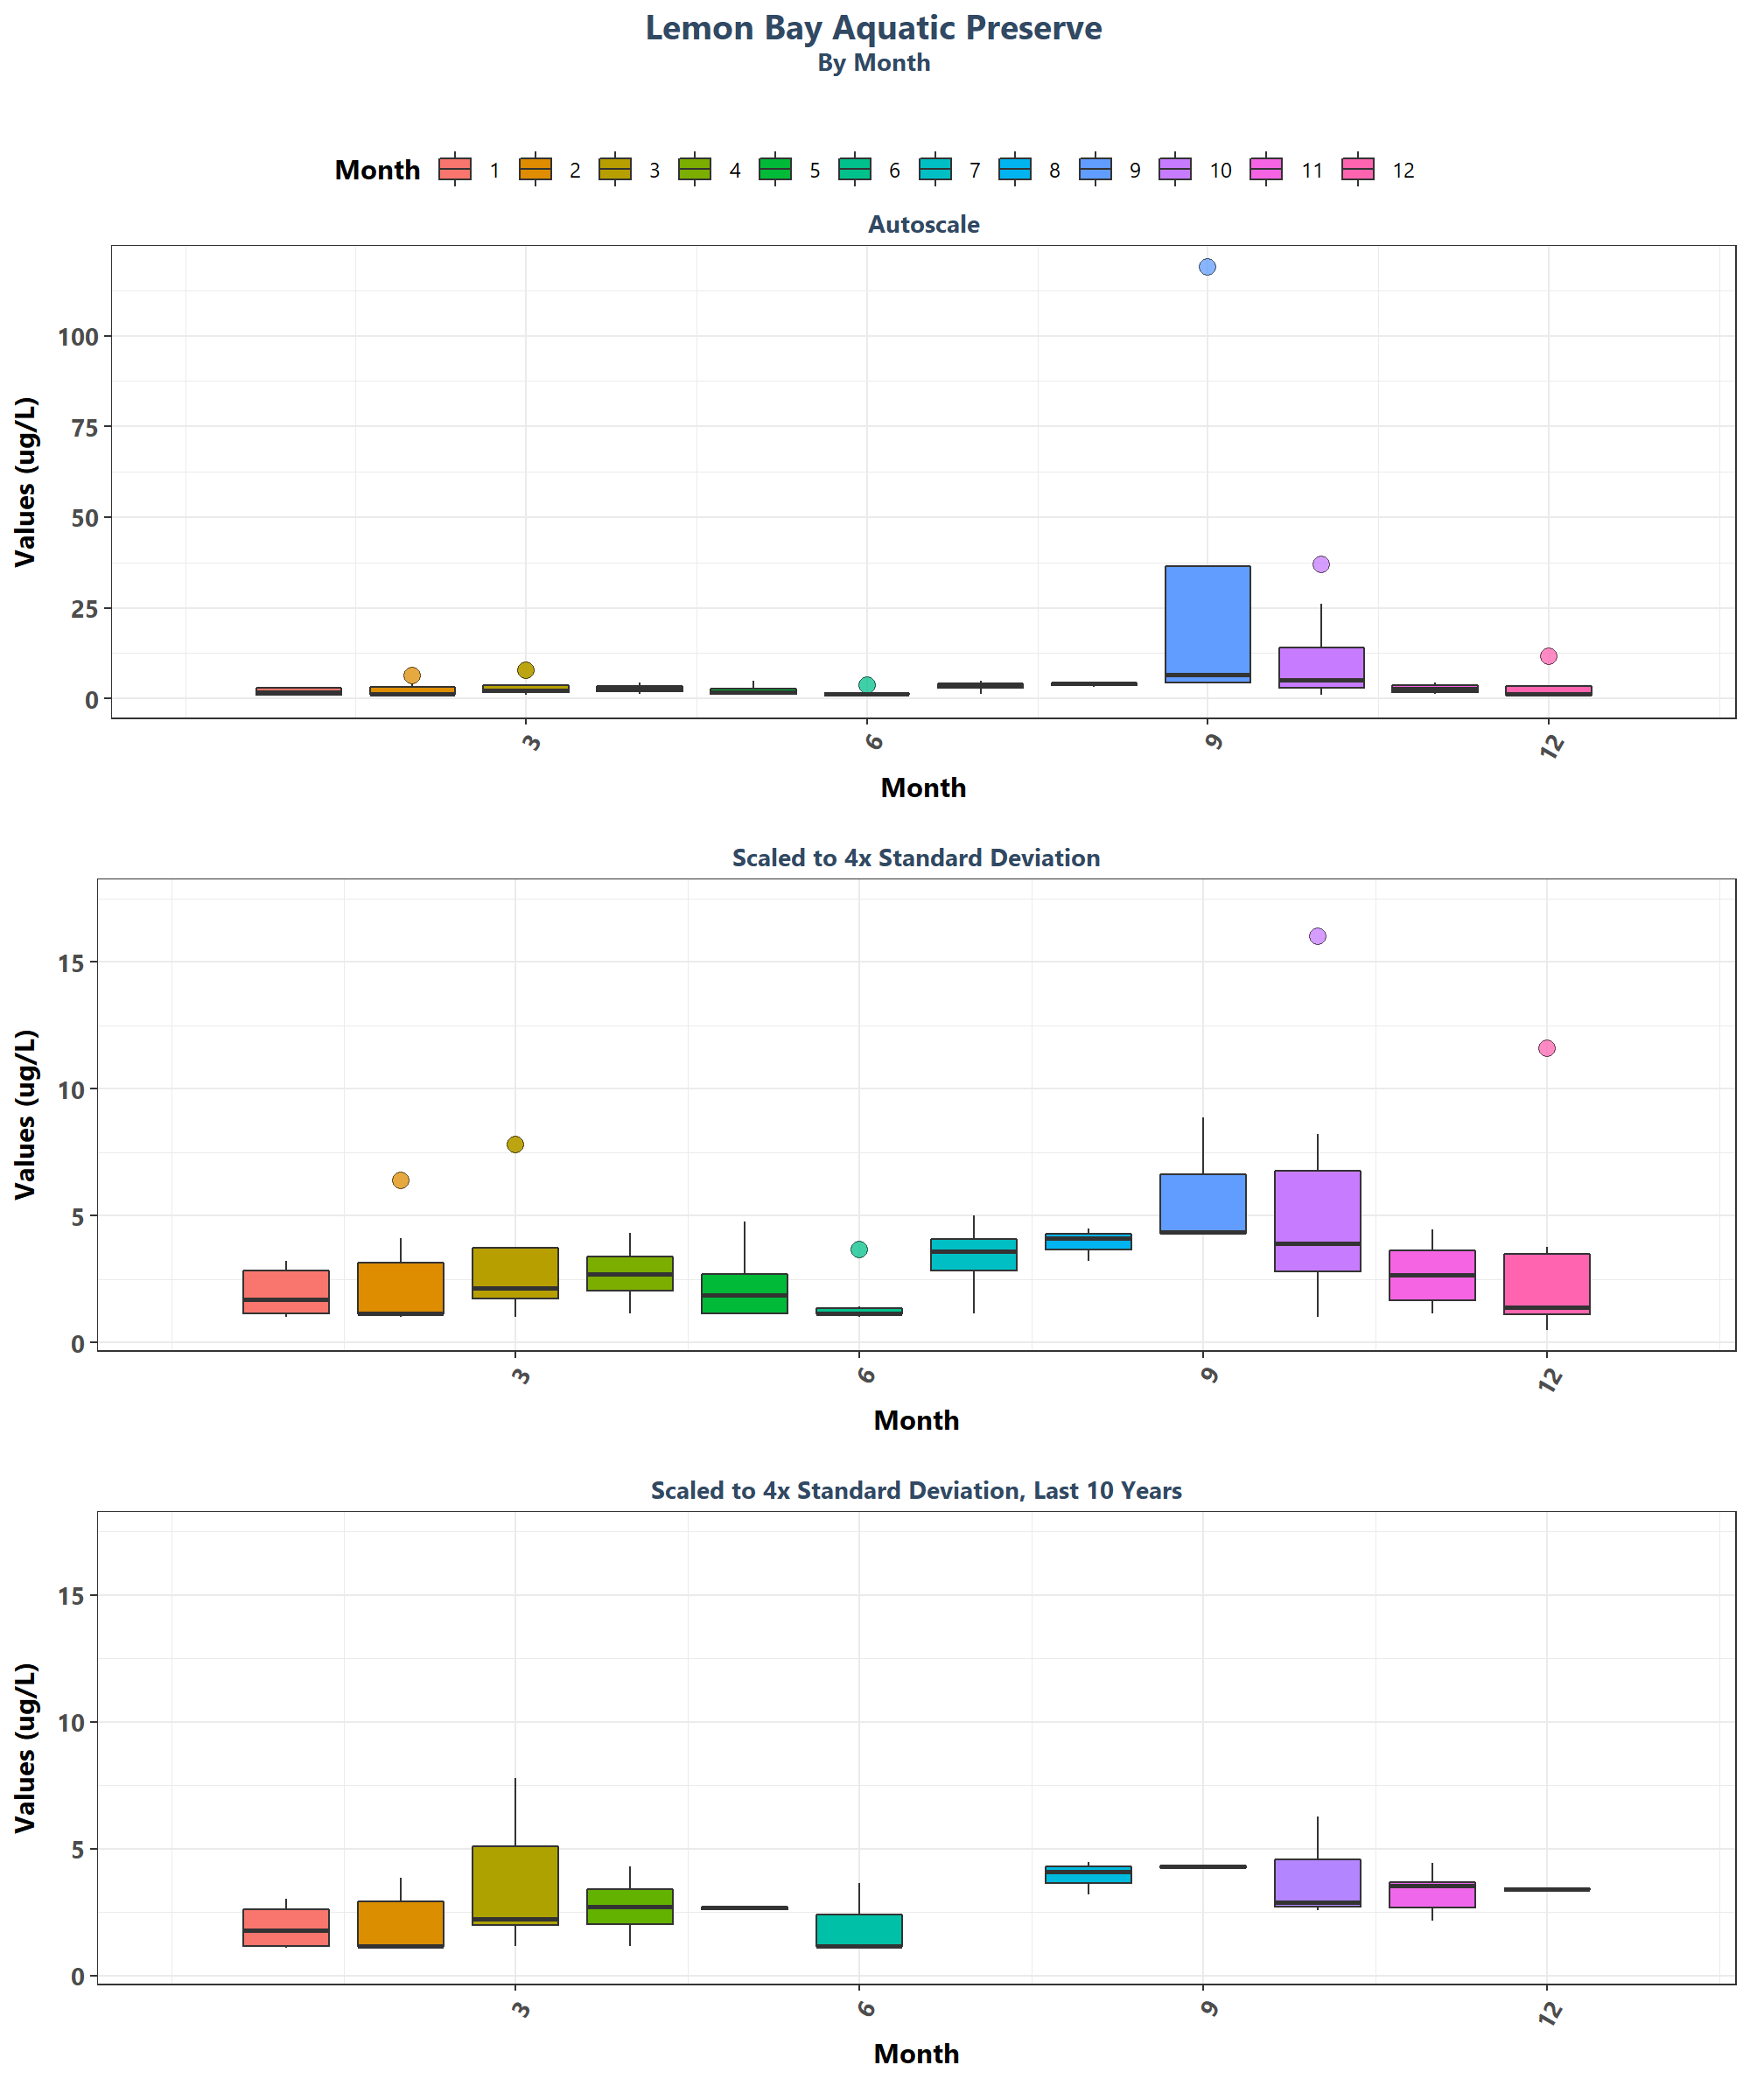 Lemon Bay Aquatic Preserve
By Month
Month 1 2 3 4 5 6 7 8 9 10 11 12
Autoscale
Values (ug/L)
100
75
50
25
0
3 6 9 12
Month
Scaled to 4x Standard Deviation
Values (ug/L)
15
10
5
0
3 6 9 12
Month
Scaled to 4x Standard Deviation, Last 10 Years
Values (ug/L)
15
10
5
0
3 6 9 12
Month